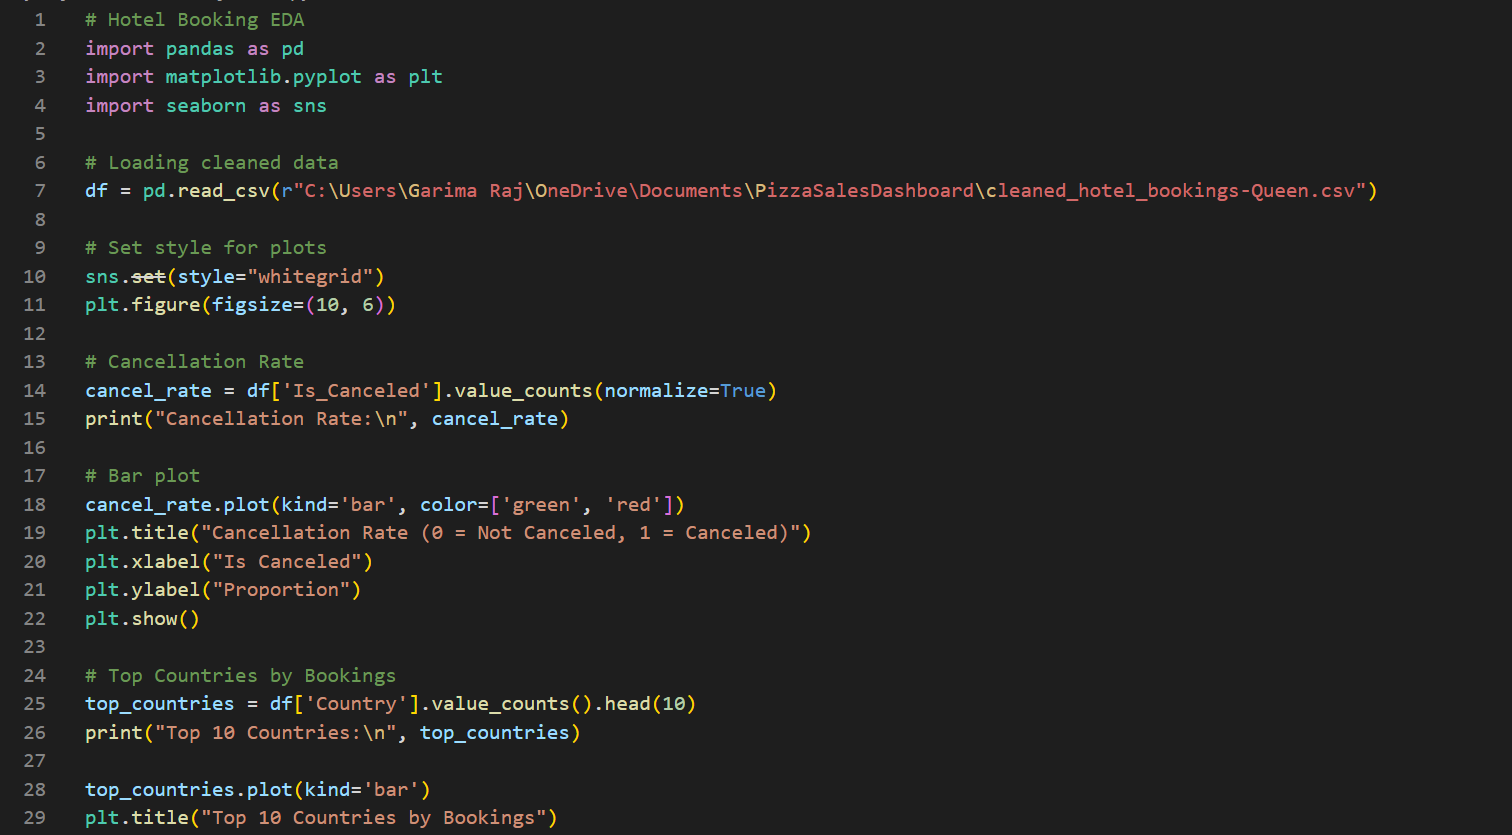 1 # Hotel Booking EDA
2 import pandas as pd
3 import matplotlib.pyplot as plt
4 import seaborn as sns
5
6 # Loading cleaned data
7 df = pd.read_csv(r"C:\Users\Garima Raj\OneDrive\Documents\PizzaSalesDashboard\cleaned_hotel_bookings-Queen.csv")
8
9 # Set style for plots
10 sns.set(style="whitegrid")
11 plt.figure(figsize=(10, 6))
12
13 # Cancellation Rate
14 cancel_rate = df['Is_Canceled'].value_counts(normalize=True)
15 print("Cancellation Rate:\n", cancel_rate)
16
17 # Bar plot
18 cancel_rate.plot(kind='bar', color=['green', 'red'])
19 plt.title("Cancellation Rate (0 = Not Canceled, 1 = Canceled)")
20 plt.xlabel("Is Canceled")
21 plt.ylabel("Proportion")
22 plt.show()
23
24 # Top Countries by Bookings
25 top_countries = df['Country'].value_counts().head(10)
26 print("Top 10 Countries:\n", top_countries)
27
28 top_countries.plot(kind='bar')
29 plt.title("Top 10 Countries by Bookings")